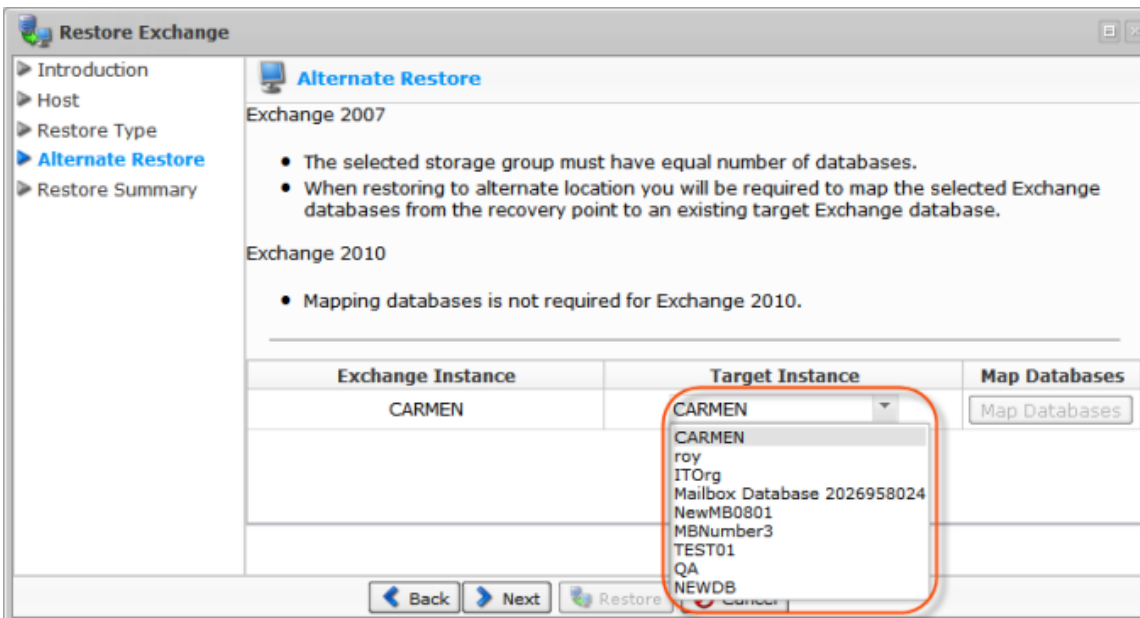 Restore Exchange
Introduction
Host
Restore Type
Alternate Restore
Restore Summary
Alternate Restore
Exchange 2007
• The selected storage group must have equal number of databases.
• When restoring to alternate location you will be required to map the selected Exchange
databases from the recovery point to an existing target Exchange database.
Exchange 2010
• Mapping databases is not required for Exchange 2010.
Exchange Instance Target Instance Map Databases
CARMEN CARMEN Map Databases
CARMEN
roy
ITOrg
Mailbox Database 2026958024
NewMB0801
MBNumber3
TEST01
QA
NEWDB
Back Next Restore Cancel